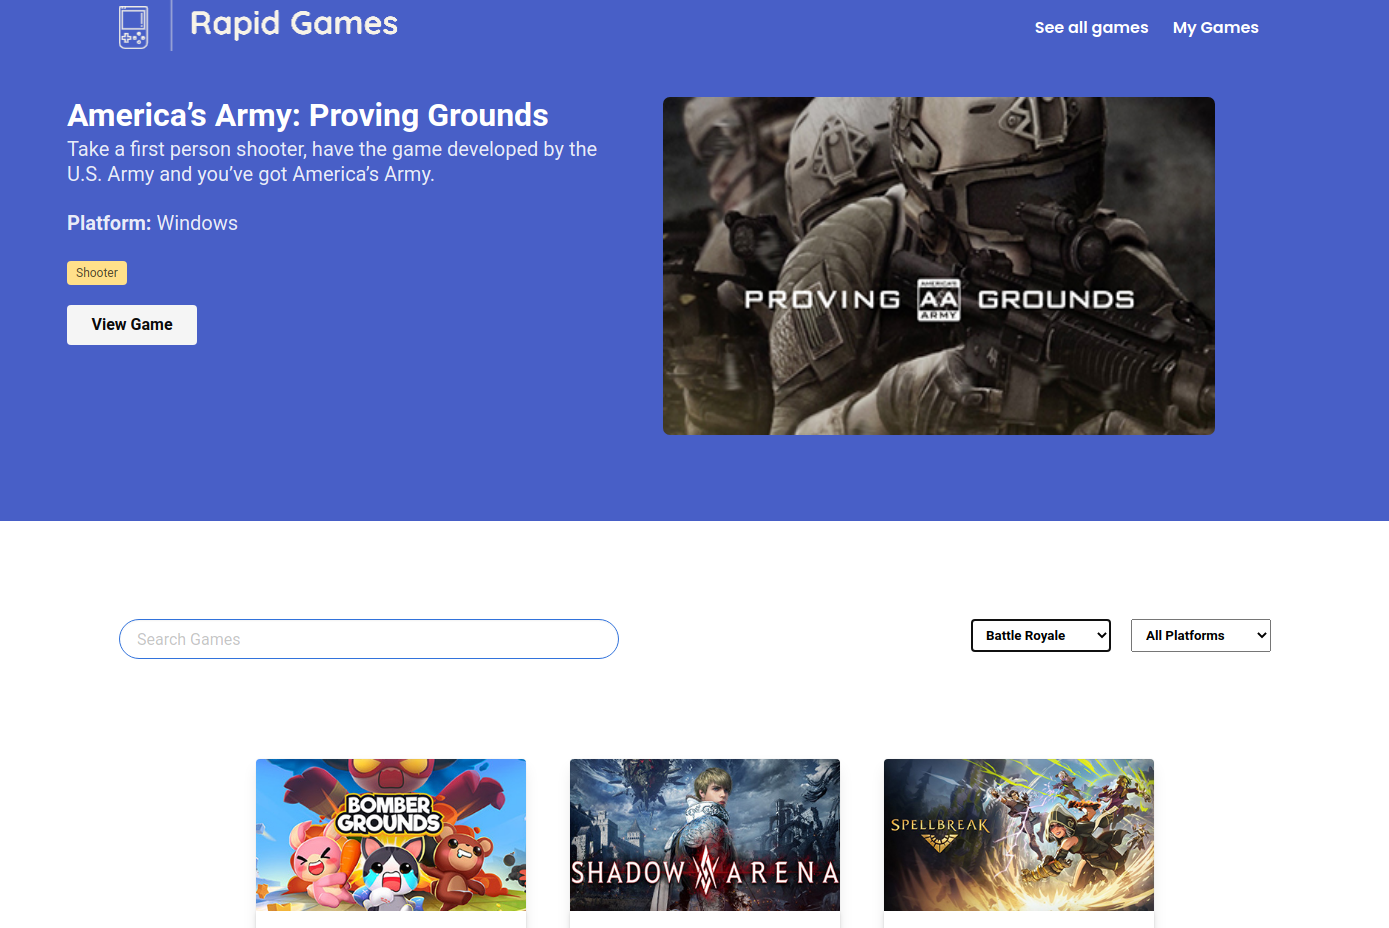 Rapid Games
See all games
My Games
America’s Army: Proving Grounds
Take a first person shooter, have the game developed by the
U.S. Army and you’ve got America’s Army.
Platform: Windows
Shooter
View Game
PROVING
AMERICA'S
AA
ARMY
GROUNDS
Search Games
Battle Royale
All Platforms
BOMBER
GROUNDS
SHADOW ARENA
SPELLBREAK